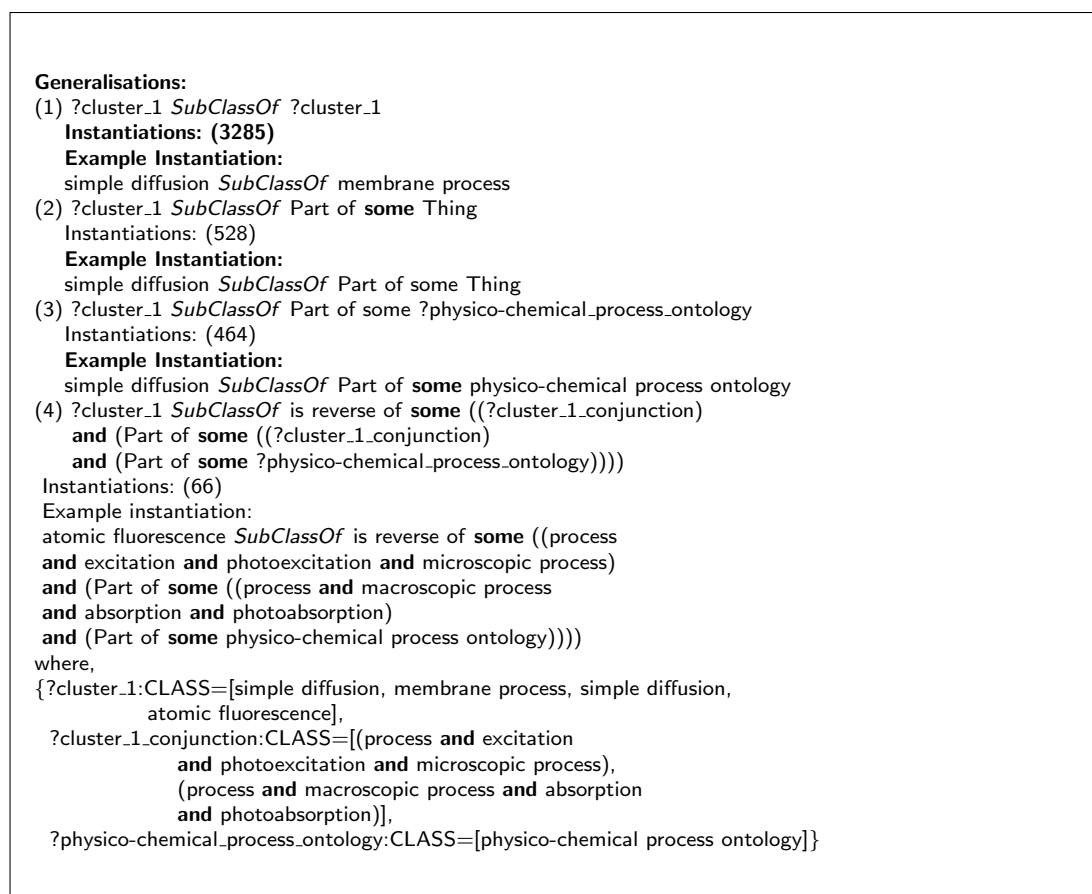 Generalisations:
(1) ?cluster_1 SubClassOf ?cluster_1
Instantiations: (3285)
Example Instantiation:
simple diffusion SubClassOf membrane process
(2) ?cluster_1 SubClassOf Part of some Thing
Instantiations: (528)
Example Instantiation:
simple diffusion SubClassOf Part of some Thing
(3) ?cluster_1 SubClassOf Part of some ?physico-chemical_process_ontology
Instantiations: (464)
Example Instantiation:
simple diffusion SubClassOf Part of some physico-chemical process ontology
(4) ?cluster_1 SubClassOf is reverse of some ((?cluster_1_conjunction)
and (Part of some ((?cluster_1_conjunction)
and (Part of some ?physico-chemical_process_ontology))))
Instantiations: (66)
Example instantiation:
atomic fluorescence SubClassOf is reverse of some ((process
and excitation and photoexcitation and microscopic process)
and (Part of some ((process and macroscopic process
and absorption and photoabsorption)
and (Part of some physico-chemical process ontology))))
where,
{?cluster_1:CLASS=[simple diffusion, membrane process, simple diffusion,
atomic fluorescence],
?cluster_1_conjunction:CLASS=[(process and excitation
and photoexcitation and microscopic process),
(process and macroscopic process and absorption
and photoabsorption)],
?physico-chemical_process_ontology:CLASS=[physico-chemical process ontology]}